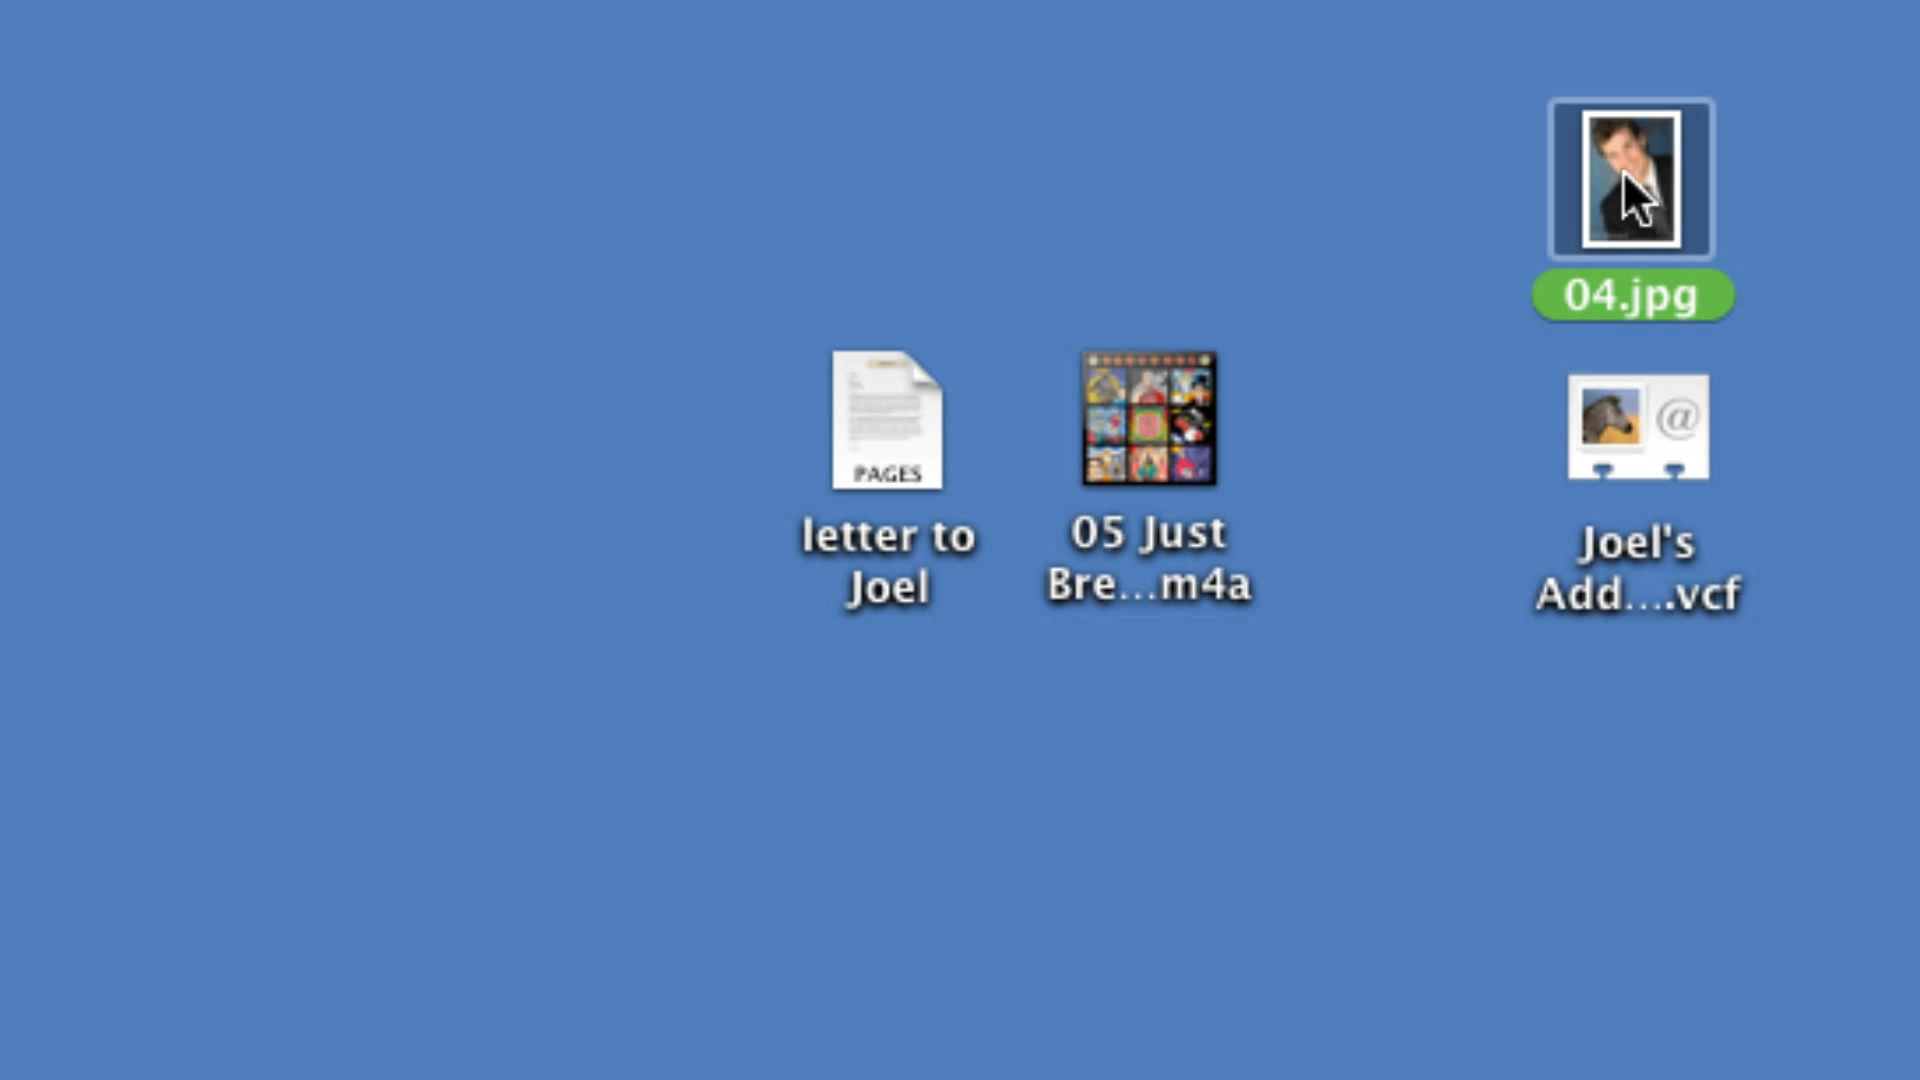 04.jpg
PAGES
@
letter to
Joel
05 Just
Bre...m4a
Joel's
Add....vcf